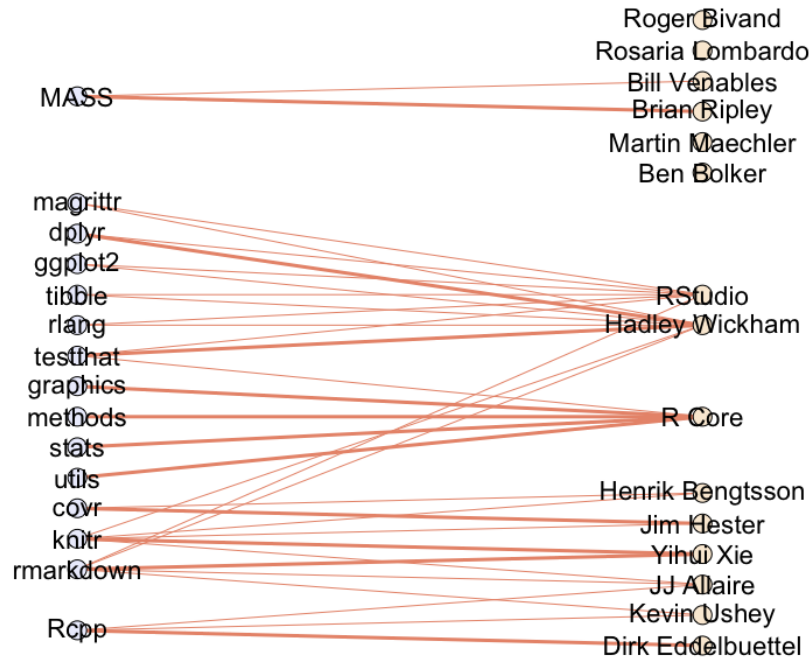 Roger Bivand
Rosaria Lombardo
Bill Venables
MASS
Brian Ripley
Martin Maechler
Ben Bolker
magrittr
dplyr
ggplot2
tibble
RStudio
rlang
Hadley Wickham
testthat
graphics
methods
R Core
stats
utils
Henrik Bengtsson
covr
Jim Hester
knitr
Yihui Xie
rmarkdown
JJ Allaire
Kevin Ushey
Rcpp
Dirk Eddelbuettel